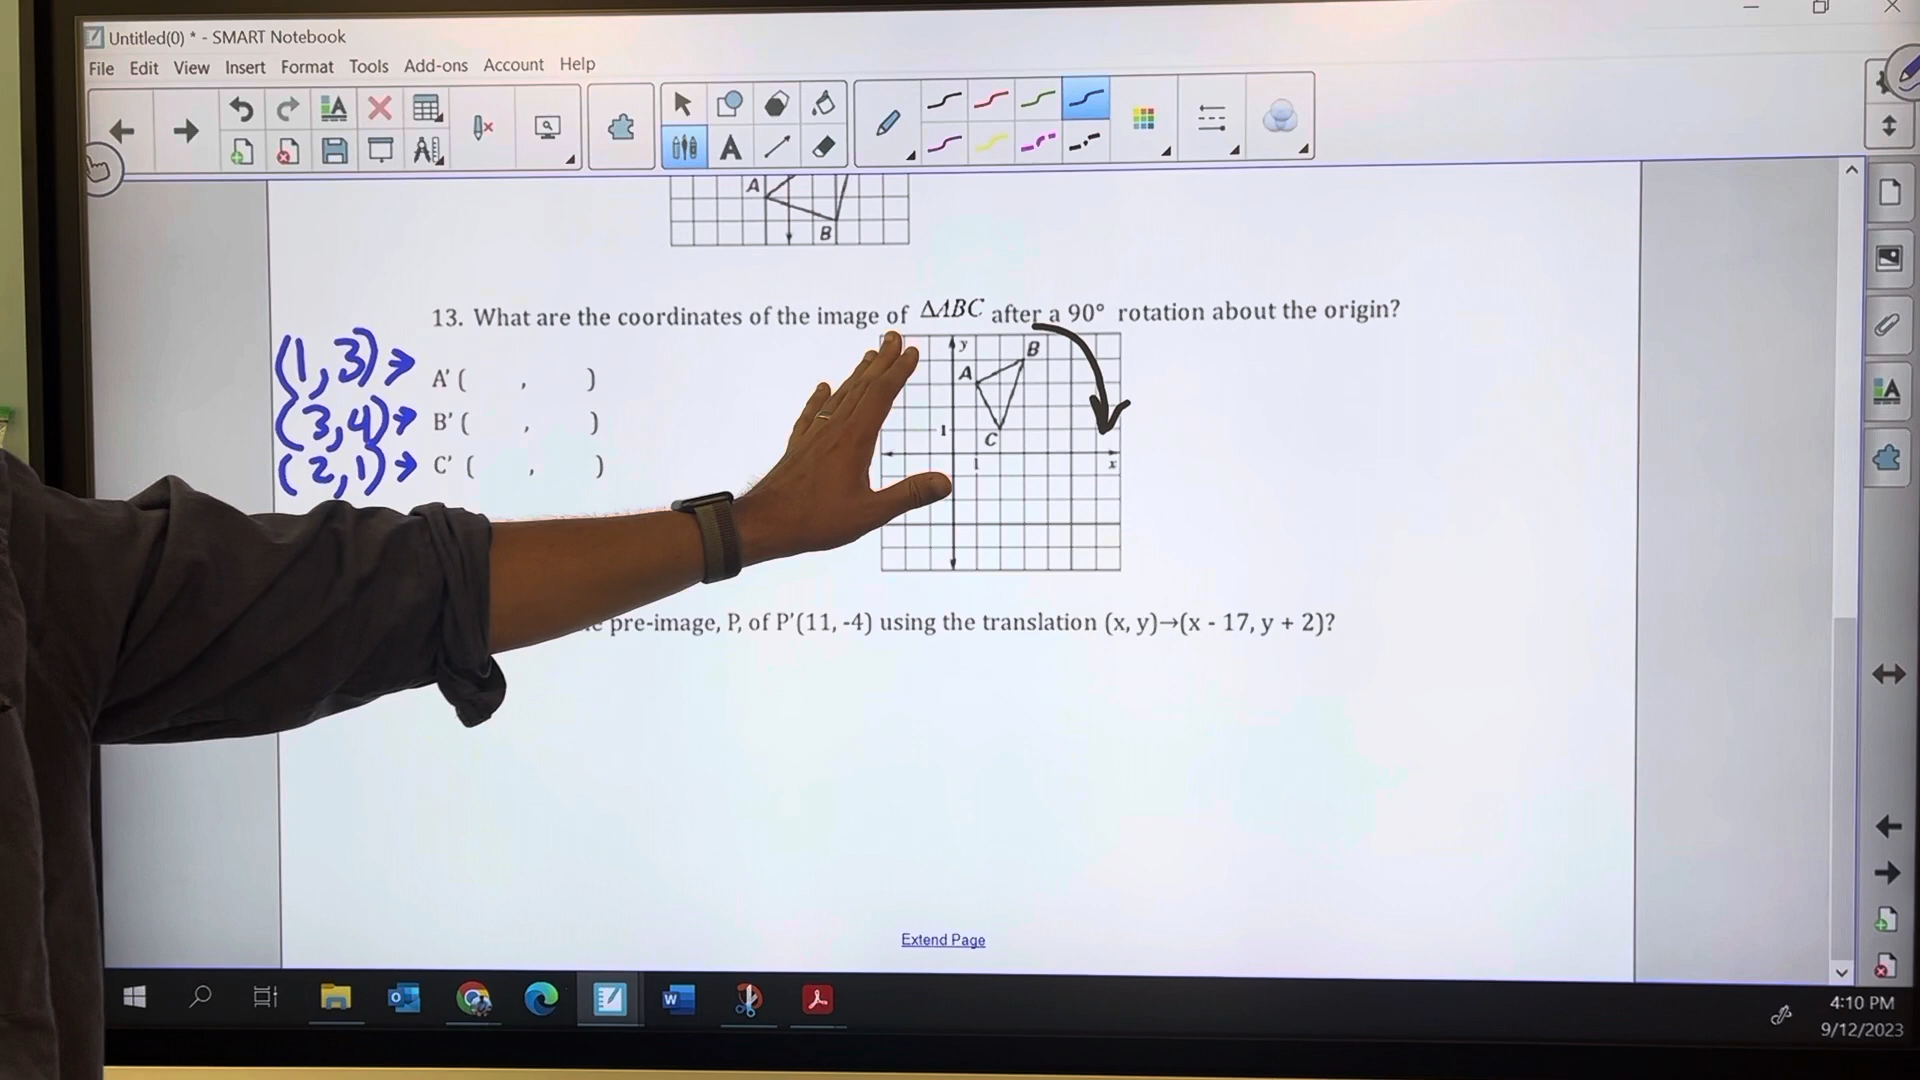 Untitled(0) * - SMART Notebook
File Edit View Insert Format Tools Add-ons Account Help
A
B
13. What are the coordinates of the image of ΔABC after a 90° rotation about the origin?
(1,3)→ A' ( , )
(3,4)→ B' ( , )
(2,1)→ C' ( , )
y
B
A
1
C
1
x
pre-image, P, of P'(11, -4) using the translation (x, y)→(x - 17, y + 2)?
Extend Page
4:10 PM
9/12/2023